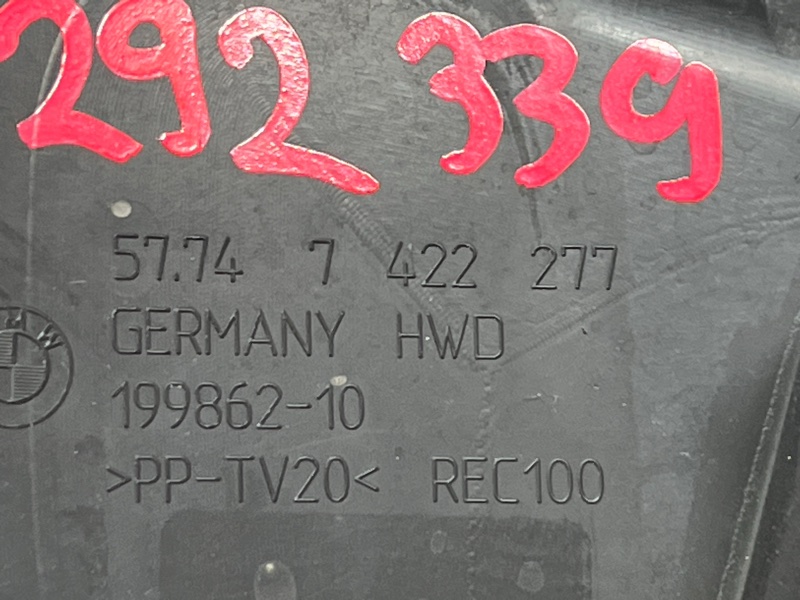 292 339
57.74 7 422 277
GERMANY HWD
199862-10
>PP-TV20< REC100